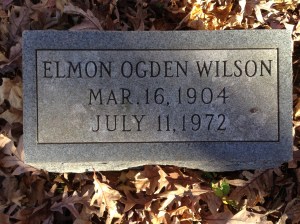 ELMON OGDEN WILSON
MAR. 16, 1904
JULY 11, 1972